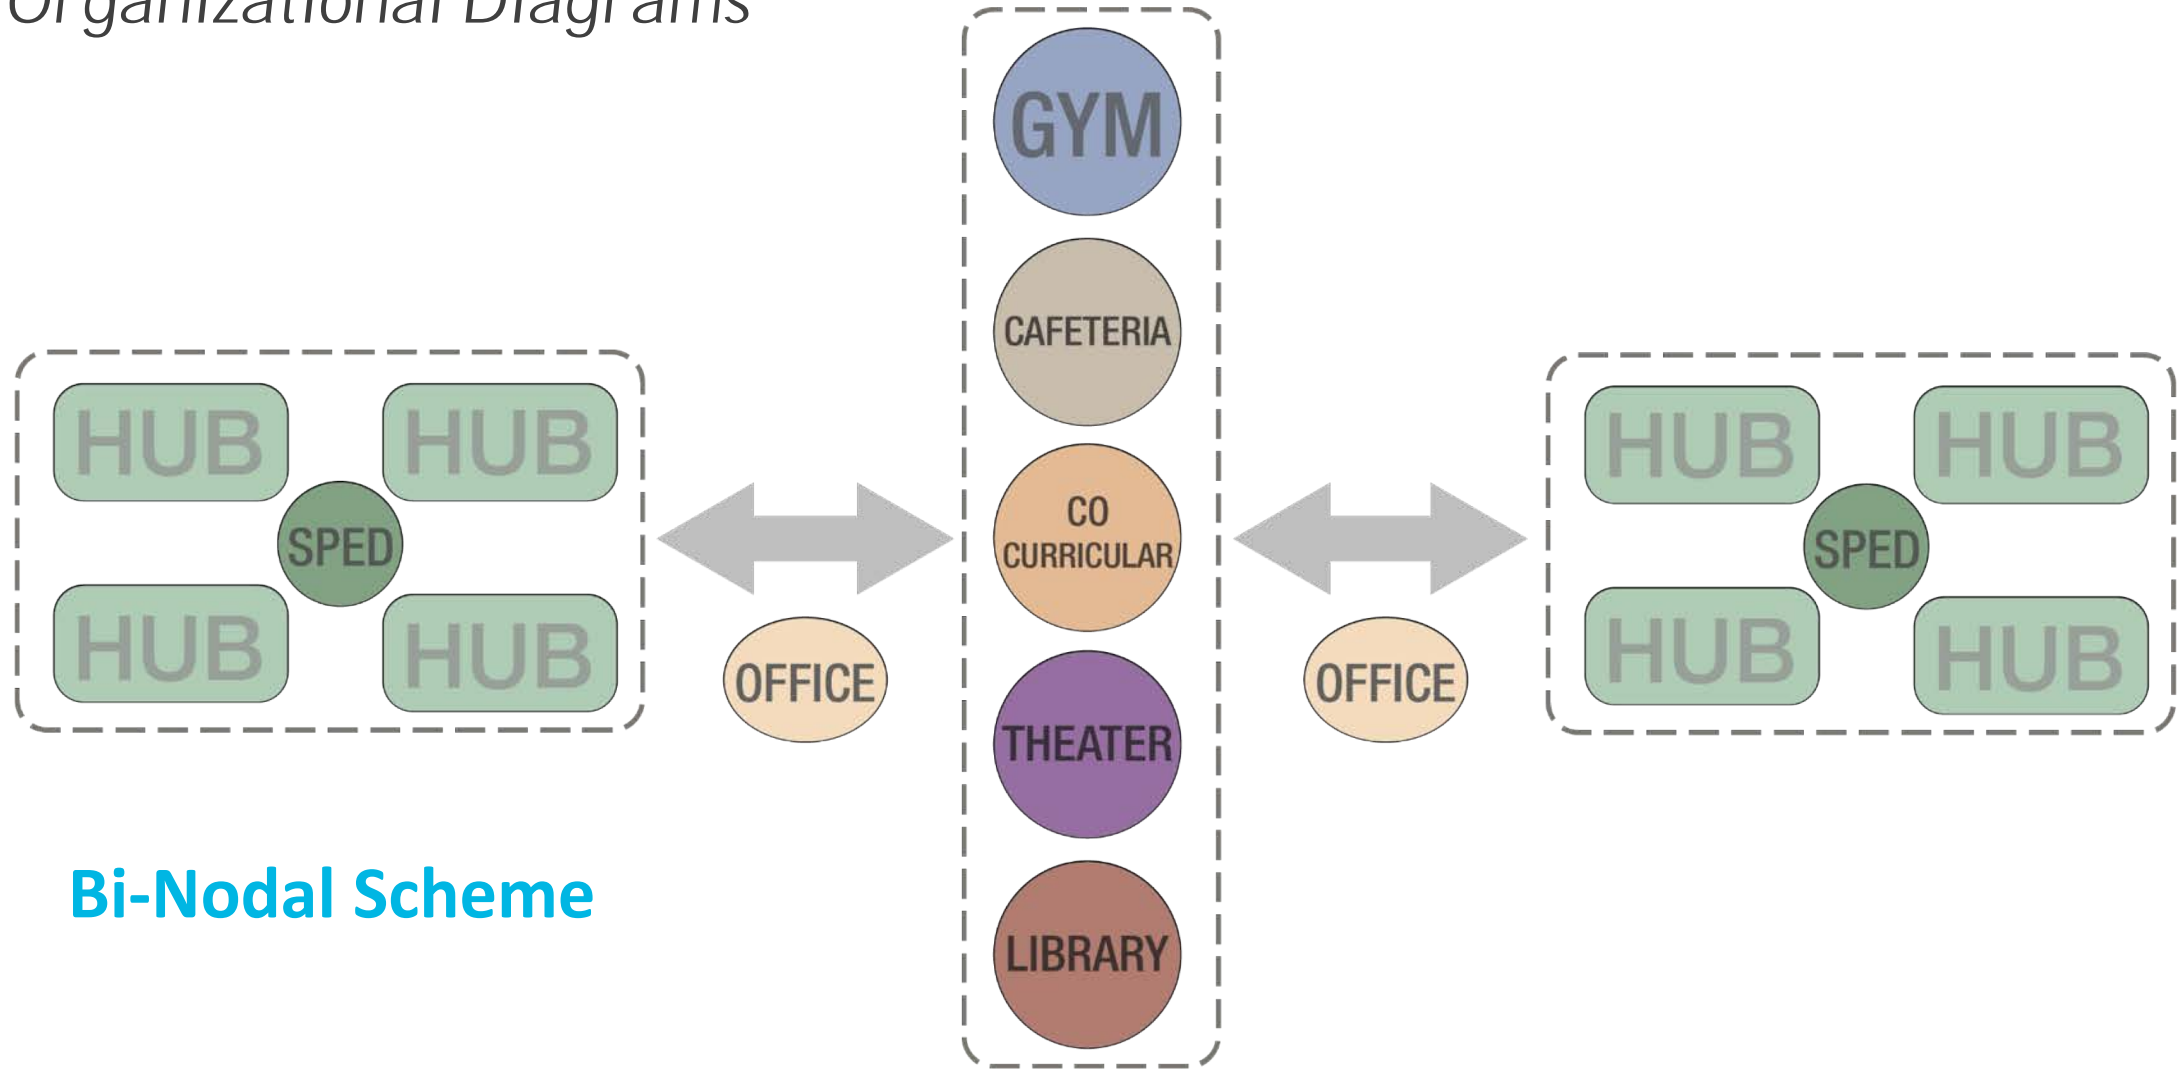 Organizational Diagrams
GYM
CAFETERIA
HUB HUB
SPED
HUB HUB
CO
CURRICULAR
OFFICE
OFFICE
HUB HUB
SPED
HUB HUB
THEATER
LIBRARY
Bi-Nodal Scheme